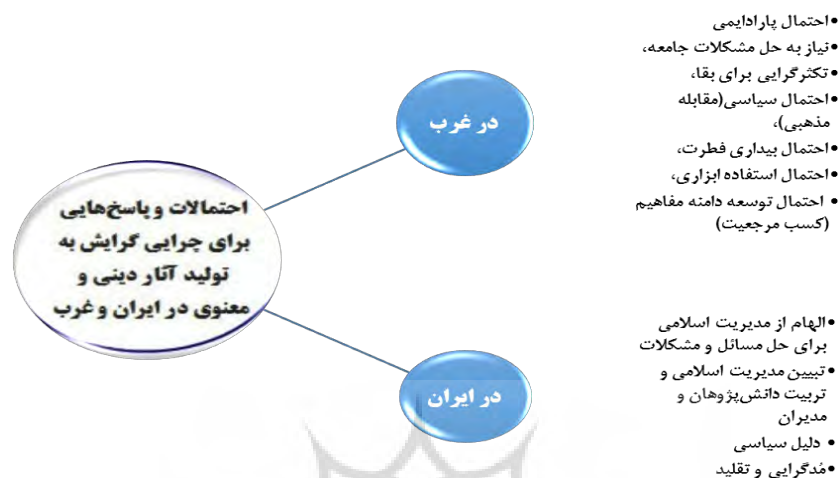 احتمالات و پاسخ‌هایی
برای چرایی گرایش به
تولید آثار دینی و
معنوی در ایران و غرب
در غرب
•احتمال پارادایمی
•نیاز به حل مشکلات جامعه،
•تکثرگرایی برای بقا،
•احتمال سیاسی(مقابله
مذهبی)،
•احتمال بیداری فطرت،
•احتمال استفاده ابزاری،
• احتمال توسعه دامنه مفاهیم
(کسب مرجعیت)
در ایران
•الهام از مدیریت اسلامی
برای حل مسائل و مشکلات
•تبیین مدیریت اسلامی و
تربیت دانش‌پژوهان و
مدیران
• دلیل سیاسی
•مُدگرایی و تقلید